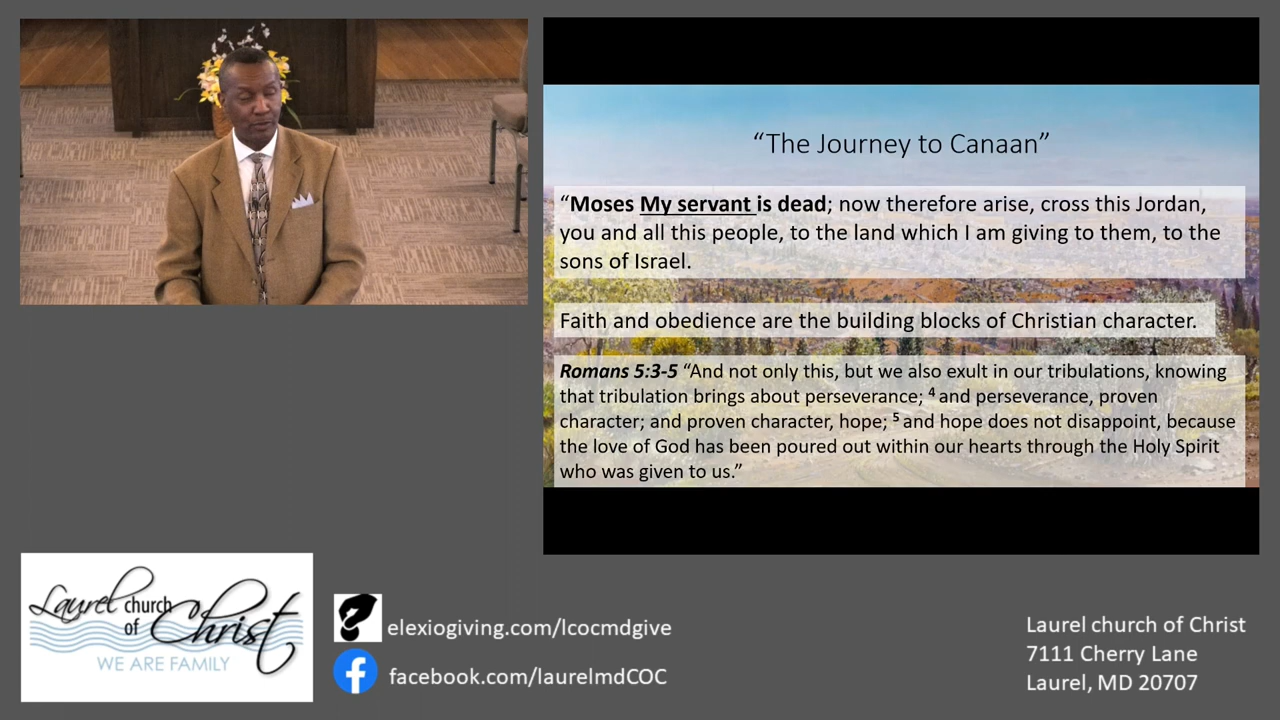 “The Journey to Canaan”
“Moses My servant is dead; now therefore arise, cross this Jordan,
you and all this people, to the land which I am giving to them, to the
sons of Israel.
Faith and obedience are the building blocks of Christian character.
Romans 5:3-5 “And not only this, but we also exult in our tribulations, knowing
that tribulation brings about perseverance; 4 and perseverance, proven
character; and proven character, hope; 5 and hope does not disappoint, because
the love of God has been poured out within our hearts through the Holy Spirit
who was given to us.”
Laurel church
of Christ
WE ARE FAMILY
elexiogiving.com/lcocmdgive
facebook.com/laurelmdCOC
Laurel church of Christ
7111 Cherry Lane
Laurel, MD 20707